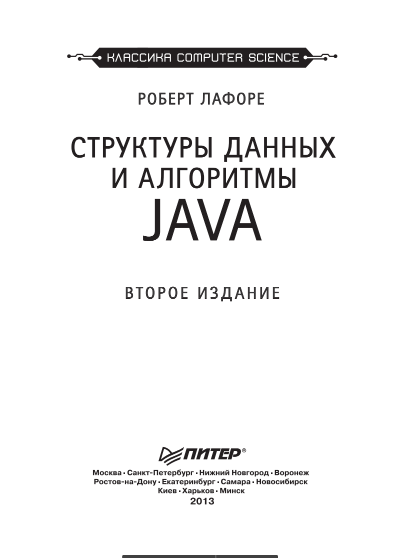 КЛАССИКА COMPUTER SCIENCE
РОБЕРТ ЛАФОРЕ
СТРУКТУРЫ ДАННЫХ
И АЛГОРИТМЫ
JAVA
ВТОРОЕ ИЗДАНИЕ
ПИТЕР®
Москва · Санкт-Петербург · Нижний Новгород · Воронеж
Ростов-на-Дону · Екатеринбург · Самара · Новосибирск
Киев · Харьков · Минск
2013